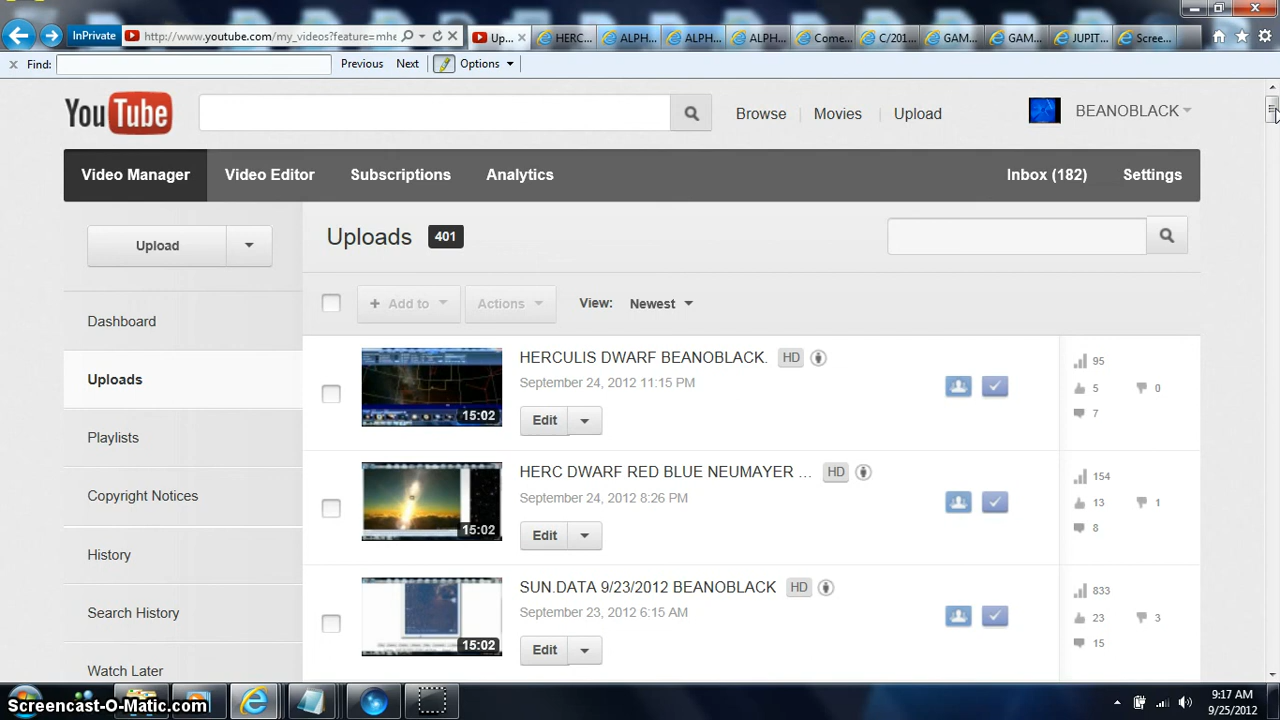 InPrivate http://www.youtube.com/my_videos?feature=mhe Up... HERC... ALPH... ALPH... ALPH... Come... C/201... GAM... GAM... JUPIT... Scree...
Find: Previous Next Options
YouTube Browse Movies Upload BEANOBLACK
Video Manager Video Editor Subscriptions Analytics Inbox (182) Settings
Upload Uploads 401
Add to Actions View: Newest
Dashboard
Uploads
Playlists
Copyright Notices
History
Search History
Watch Later
HERCULIS DWARF BEANOBLACK. HD 95
September 24, 2012 11:15 PM
5 0
15:02 Edit 7
HERC DWARF RED BLUE NEUMAYER ... HD 154
September 24, 2012 8:26 PM
13 1
15:02 Edit 8
SUN.DATA 9/23/2012 BEANOBLACK HD 833
September 23, 2012 6:15 AM
23 3
15:02 Edit 15
Screencast-O-Matic.com
9:17 AM
9/25/2012